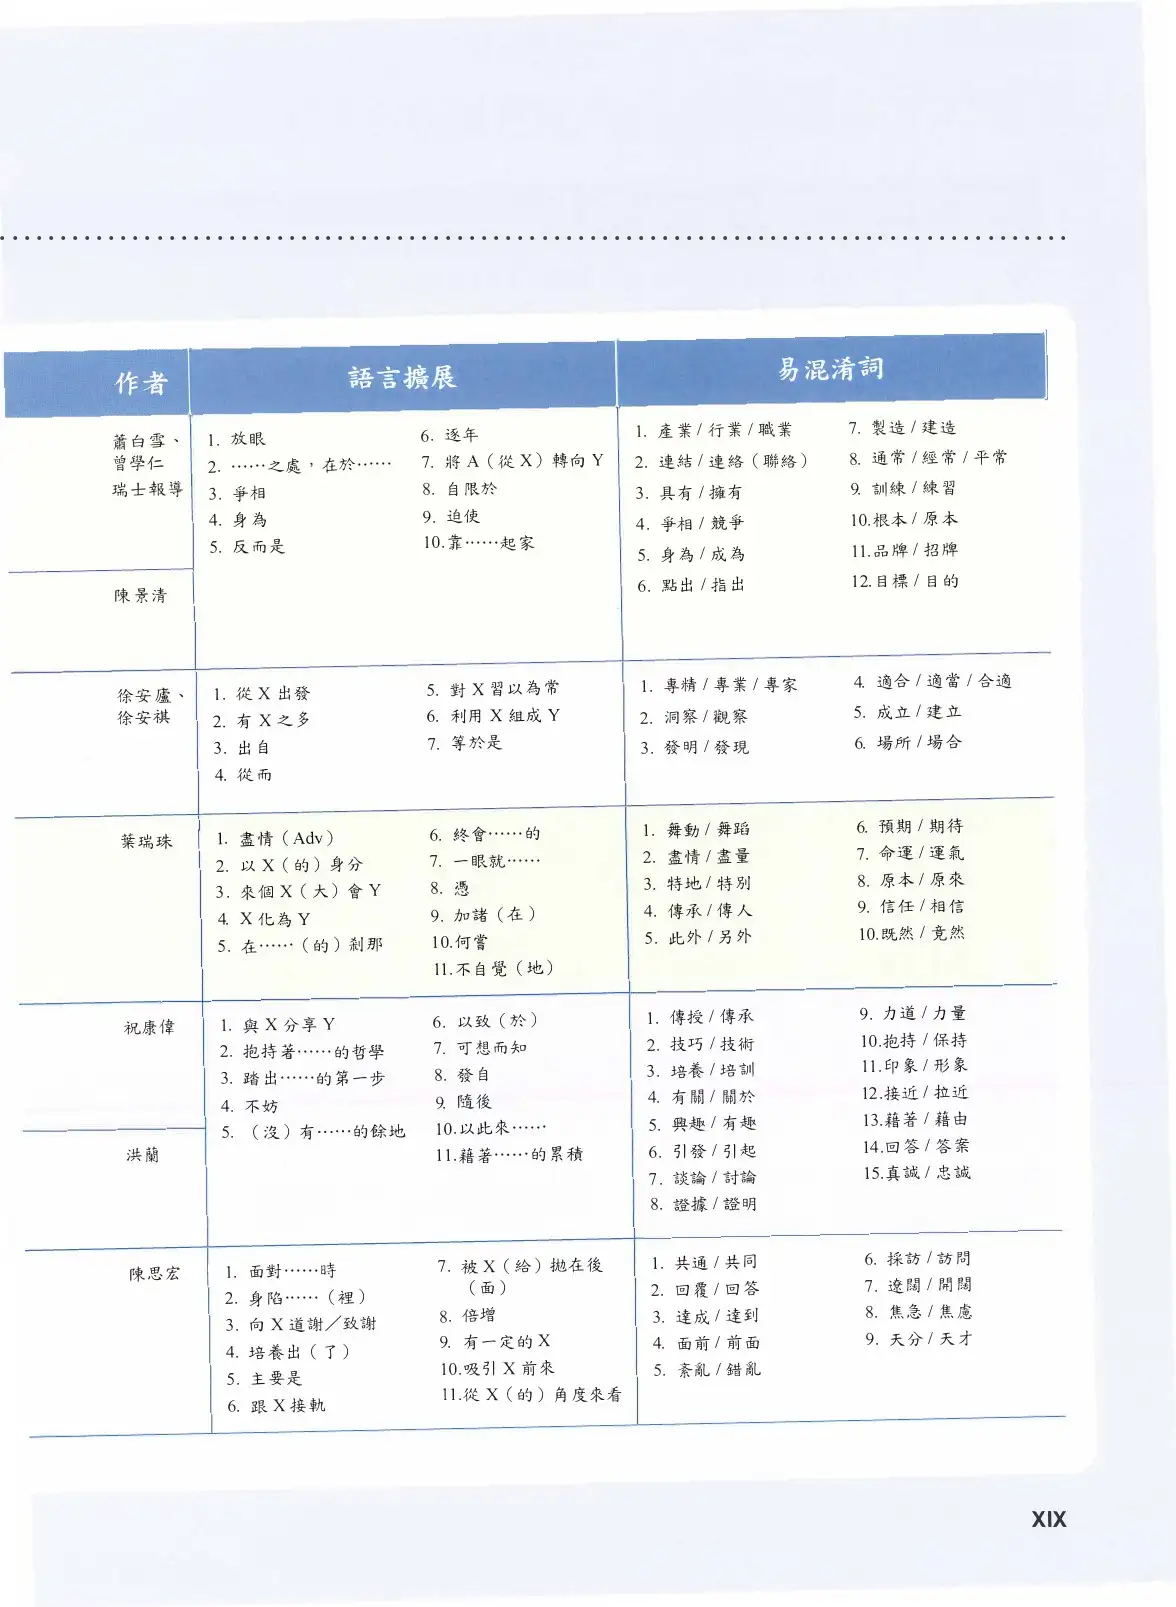 作者
語言擴展
易混淆詞
蕭白雪、
曾學仁
瑞士報導
陳景清
1. 放眼
2. ……之處，在於……
3. 爭相
4. 身為
5. 反而是
6. 逐年
7. 將 A（從 X）轉向 Y
8. 自限於
9. 迫使
10.靠……起家
1. 產業 / 行業 / 職業
2. 連結 / 連絡（聯絡）
3. 具有 / 擁有
4. 爭相 / 競爭
5. 身為 / 成為
6. 點出 / 指出
7. 製造 / 建造
8. 通常 / 經常 / 平常
9. 訓練 / 練習
10.根本 / 原本
11.品牌 / 招牌
12.目標 / 目的
徐安廬、
徐安祺
1. 從 X 出發
2. 有 X 之多
3. 出自
4. 從而
5. 對 X 習以為常
6. 利用 X 組成 Y
7. 等於是
1. 專精 / 專業 / 專家
2. 洞察 / 觀察
3. 發明 / 發現
4. 適合 / 適當 / 合適
5. 成立 / 建立
6. 場所 / 場合
葉瑞珠
1. 盡情（Adv）
2. 以 X（的）身分
3. 來個 X（大）會 Y
4. X 化為 Y
5. 在……（的）剎那
6. 終會……的
7. 一眼就……
8. 憑
9. 加諸（在）
10.何嘗
11.不自覺（地）
1. 舞動 / 舞蹈
2. 盡情 / 盡量
3. 特地 / 特別
4. 傳承 / 傳人
5. 此外 / 另外
6. 預期 / 期待
7. 命運 / 運氣
8. 原本 / 原來
9. 信任 / 相信
10.既然 / 竟然
祝康偉
洪蘭
1. 與 X 分享 Y
2. 抱持著……的哲學
3. 踏出……的第一步
4. 不妨
5. （沒）有……的餘地
6. 以致（於）
7. 可想而知
8. 發自
9. 隨後
10.以此來……
11.藉著……的累積
1. 傳授 / 傳承
2. 技巧 / 技術
3. 培養 / 培訓
4. 有關 / 關於
5. 興趣 / 有趣
6. 引發 / 引起
7. 談論 / 討論
8. 證據 / 證明
9. 力道 / 力量
10.抱持 / 保持
11.印象 / 形象
12.接近 / 拉近
13.藉著 / 藉由
14.回答 / 答案
15.真誠 / 忠誠
陳思宏
1. 面對……時
2. 身陷……（裡）
3. 向 X 道謝／致謝
4. 培養出（了）
5. 主要是
6. 跟 X 接軌
7. 被 X（給）拋在後
（面）
8. 倍增
9. 有一定的 X
10.吸引 X 前來
11.從 X（的）角度來看
1. 共通 / 共同
2. 回覆 / 回答
3. 達成 / 達到
4. 面前 / 前面
5. 紊亂 / 錯亂
6. 採訪 / 訪問
7. 遼闊 / 開闊
8. 焦急 / 焦慮
9. 天分 / 天才
XIX